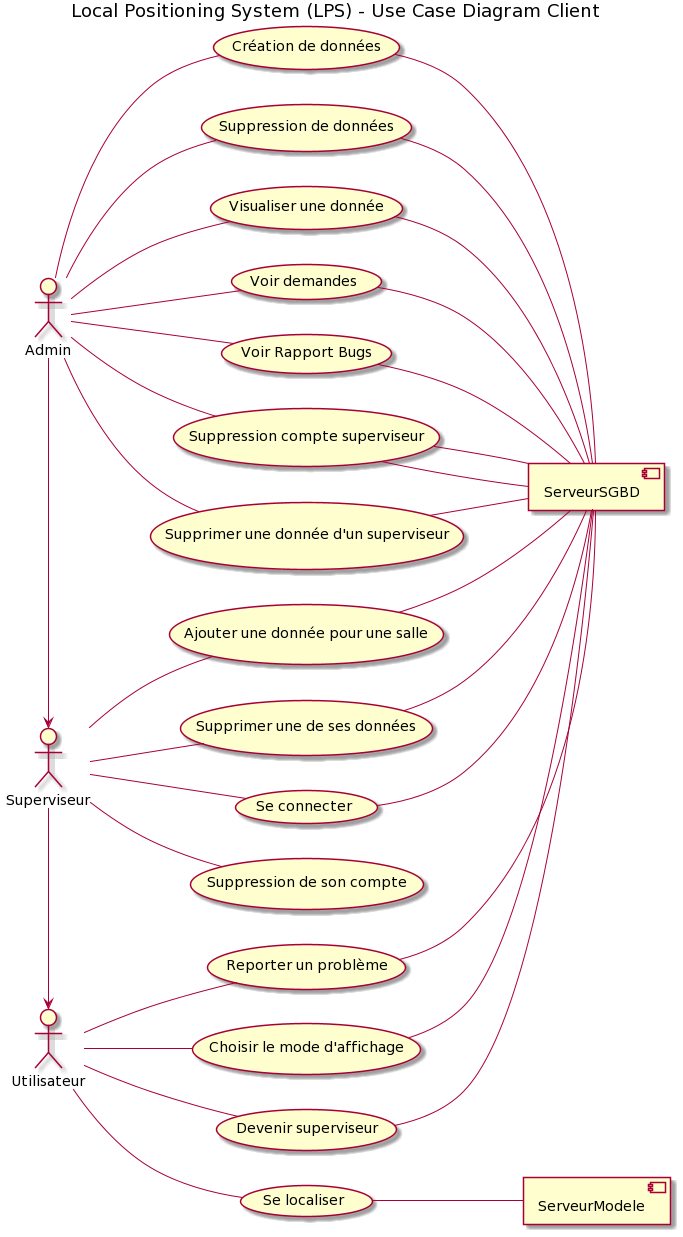 Local Positioning System (LPS) - Use Case Diagram Client
Création de données
Suppression de données
Visualiser une donnée
Voir demandes
Admin
Voir Rapport Bugs
Suppression compte superviseur
ServeurSGBD
Supprimer une donnée d'un superviseur
Ajouter une donnée pour une salle
Supprimer une de ses données
Superviseur
Se connecter
Suppression de son compte
Reporter un problème
Choisir le mode d'affichage
Utilisateur
Devenir superviseur
Se localiser
ServeurModele